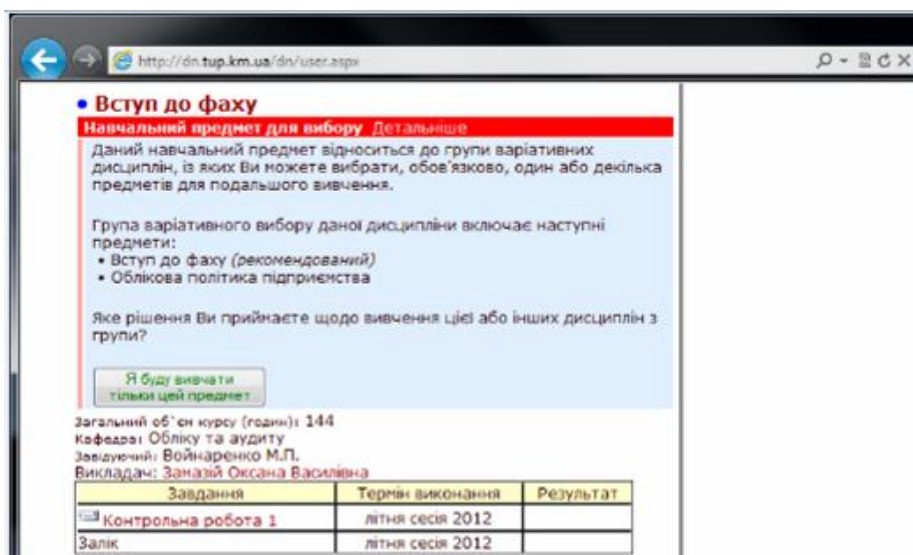 http://dn.tup.km.ua/dn/user.aspx
• Вступ до фаху
Навчальний предмет для вибору Детальніше
Даний навчальний предмет відноситься до групи варіативних
дисциплін, із яких Ви можете вибрати, обов'язково, один або декілька
предметів для подальшого вивчення.
Група варіативного вибору даної дисципліни включає наступні
предмети:
• Вступ до фаху (рекомендований)
• Облікова політика підприємства
Яке рішення Ви приймаєте щодо вивчення цієї або інших дисциплін з
групи?
Я буду вивчати
тільки цей предмет
Загальний об`єм курсу (годин): 144
Кафедра: Обліку та аудиту
Завідуючий: Войнаренко М.П.
Викладач: Замазій Оксана Василівна
Завдання Термін виконання Результат
Контрольна робота 1 літня сесія 2012
Залік літня сесія 2012